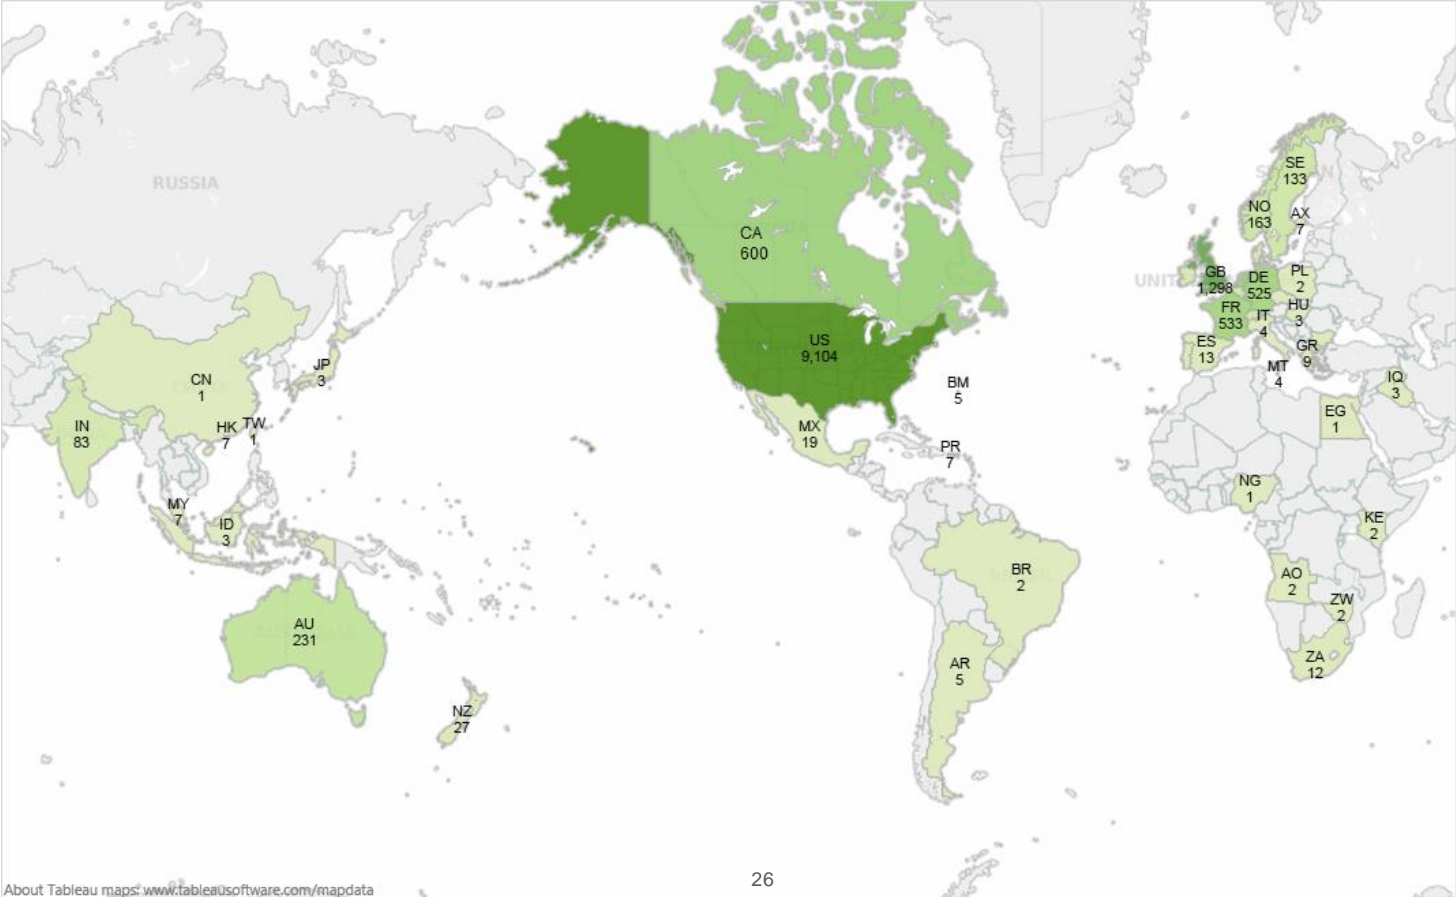 RUSSIA
SE
133
NO
163
AX
7
CA
600
GB
1,298
UNIT
DE
525
PL
2
FR
533
IT
4
HU
3
US
9,104
ES
13
GR
9
MT
4
JP
3
CN
1
IQ
3
BM
5
EG
1
IN
83
HK
7
TW
1
MX
19
PR
7
NG
1
MY
7
ID
3
KE
2
BR
2
AO
2
ZW
2
AU
231
AR
5
ZA
12
NZ
27
26
About Tableau maps: www.tableausoftware.com/mapdata